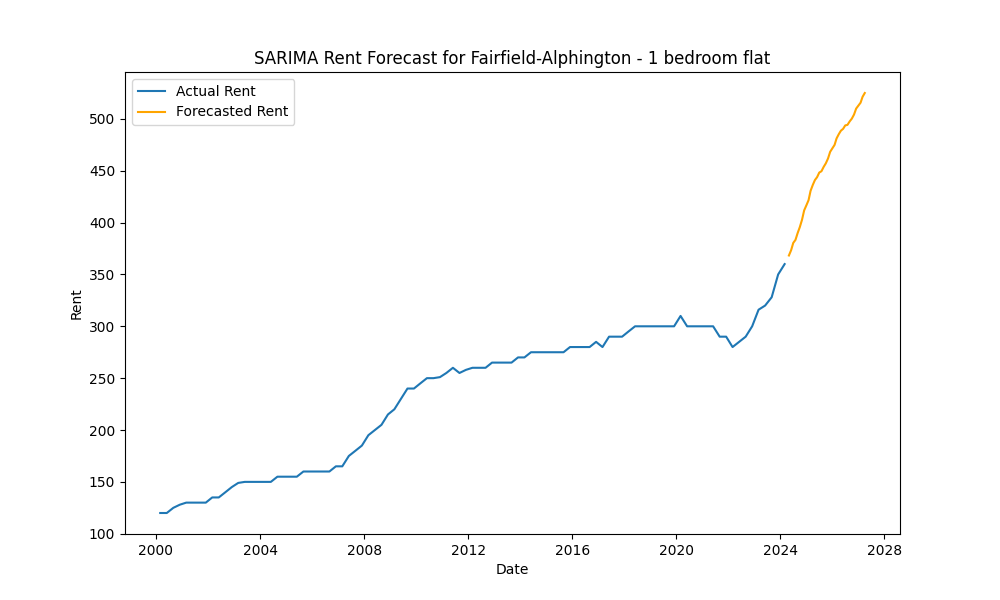 SARIMA Rent Forecast for Fairfield-Alphington - 1 bedroom flat
Actual Rent
Forecasted Rent
500
450
400
350
300
250
200
150
100
Rent
2000 2004 2008 2012 2016 2020 2024 2028
Date